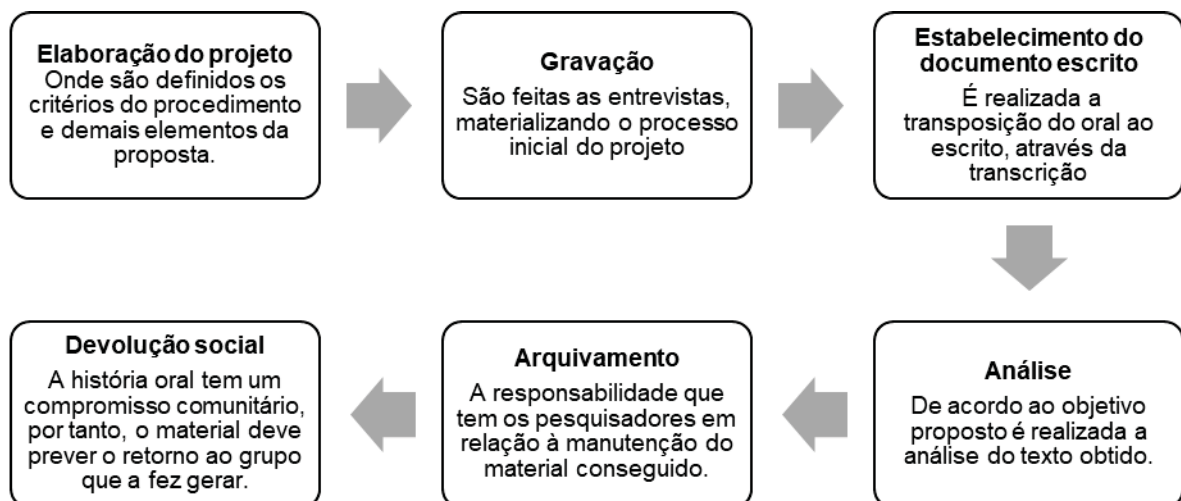 Elaboração do projeto
Onde são definidos os
critérios do procedimento
e demais elementos da
proposta.
Gravação
São feitas as entrevistas,
materializando o processo
inicial do projeto
Estabelecimento do
documento escrito
É realizada a
transposição do oral ao
escrito, através da
transcrição
Análise
De acordo ao objetivo
proposto é realizada a
análise do texto obtido.
Arquivamento
A responsabilidade que
tem os pesquisadores em
relação à manutenção do
material conseguido.
Devolução social
A história oral tem um
compromisso comunitário,
por tanto, o material deve
prever o retorno ao grupo
que a fez gerar.